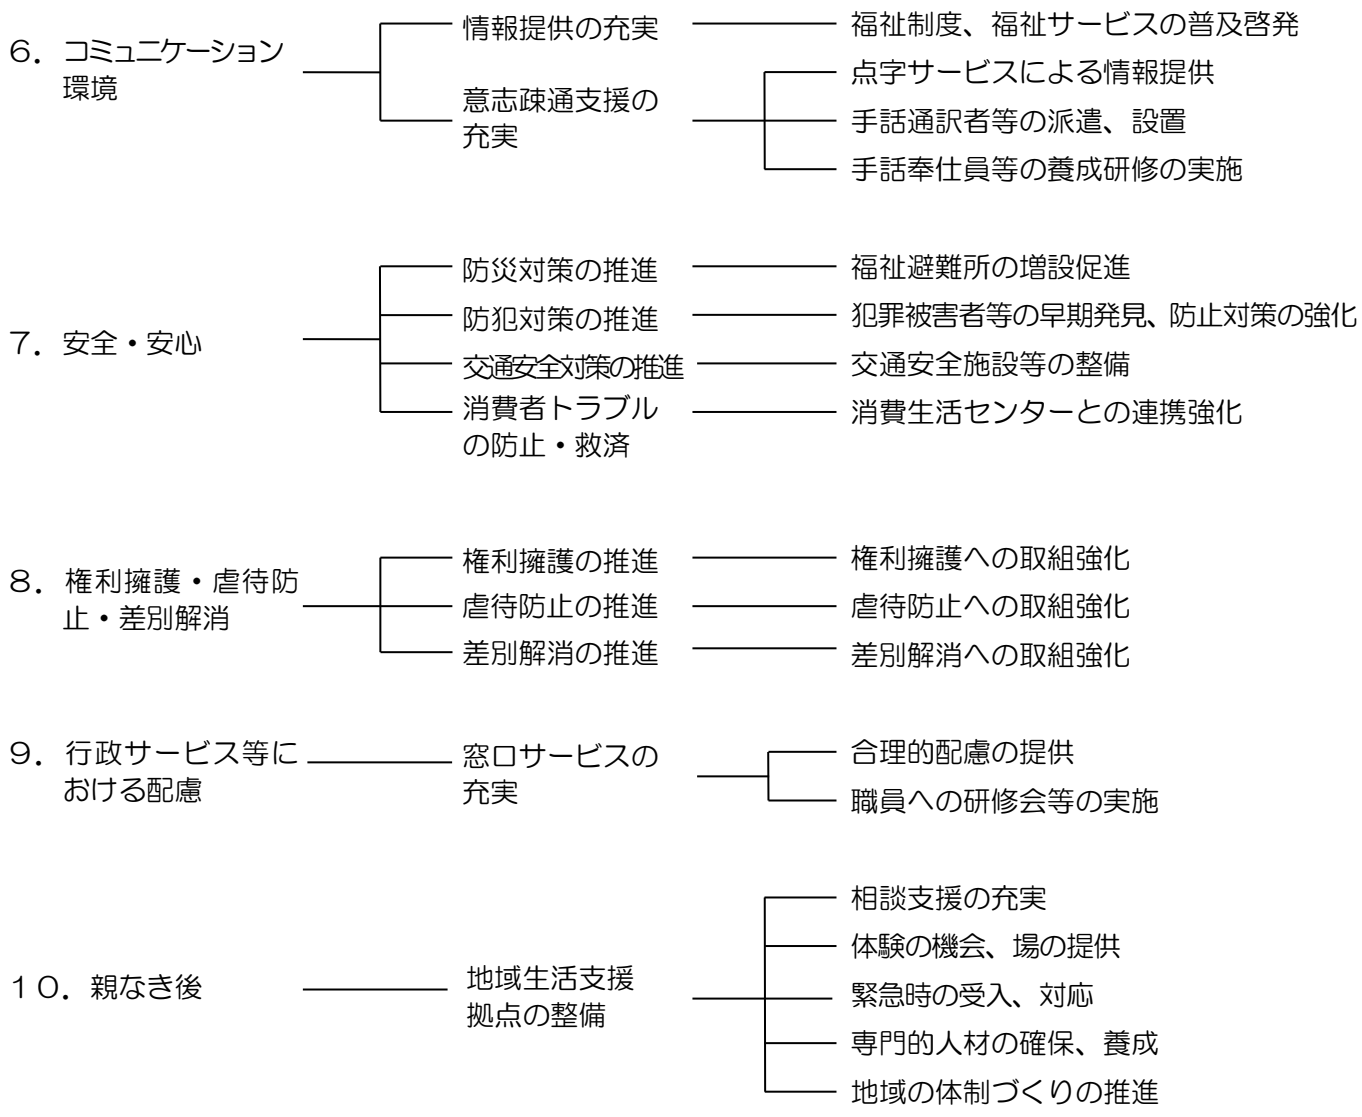 ６．コミュニケーション
環境
情報提供の充実
福祉制度、福祉サービスの普及啓発
意志疎通支援の
充実
点字サービスによる情報提供
手話通訳者等の派遣、設置
手話奉仕員等の養成研修の実施
７．安全・安心
防災対策の推進
福祉避難所の増設促進
防犯対策の推進
犯罪被害者等の早期発見、防止対策の強化
交通安全対策の推進
交通安全施設等の整備
消費者トラブル
の防止・救済
消費生活センターとの連携強化
８．権利擁護・虐待防
止・差別解消
権利擁護の推進
権利擁護への取組強化
虐待防止の推進
虐待防止への取組強化
差別解消の推進
差別解消への取組強化
９．行政サービス等に
おける配慮
窓口サービスの
充実
合理的配慮の提供
職員への研修会等の実施
１０．親なき後
地域生活支援
拠点の整備
相談支援の充実
体験の機会、場の提供
緊急時の受入、対応
専門的人材の確保、養成
地域の体制づくりの推進